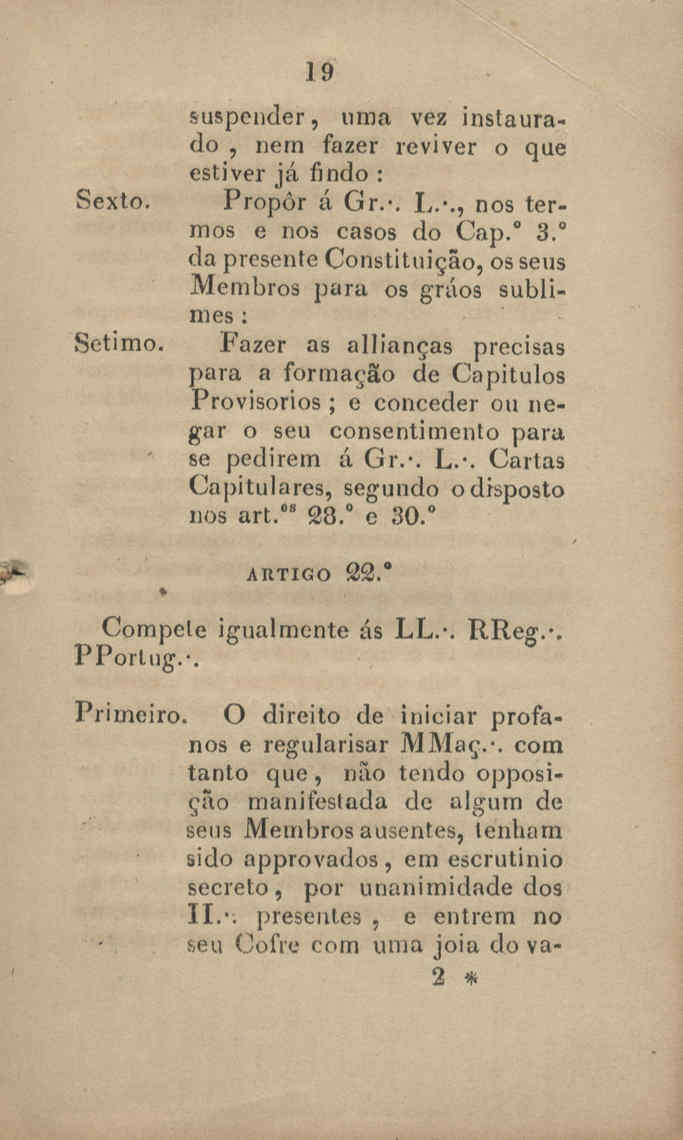 19
suspender, uma vez instaura-
do , nem fazer reviver o que
estiver já findo :
Sexto. Propôr á Gr.·. L.·., nos ter-
mos e nos casos do Cap.° 3.°
da presente Constituição, os seus
Membros para os gráos subli-
mes :
Setimo. Fazer as allianças precisas
para a formação de Capitulos
Provisorios ; e conceder ou ne-
gar o seu consentimento para
se pedirem á Gr.·. L.·. Cartas
Capitulares, segundo o disposto
nos art.ºˢ 28.° e 30.°
ARTIGO 22.°
Compete igualmente ás LL.·. RReg.·.
PPortug.·.
Primeiro. O direito de iniciar profa-
nos e regularisar MMaç.·. com
tanto que, não tendo opposi-
ção manifestada de algum de
seus Membros ausentes, tenham
sido approvados, em escrutinio
secreto, por unanimidade dos
II.·. presentes , e entrem no
seu Cofre com uma joia do va-
2 *